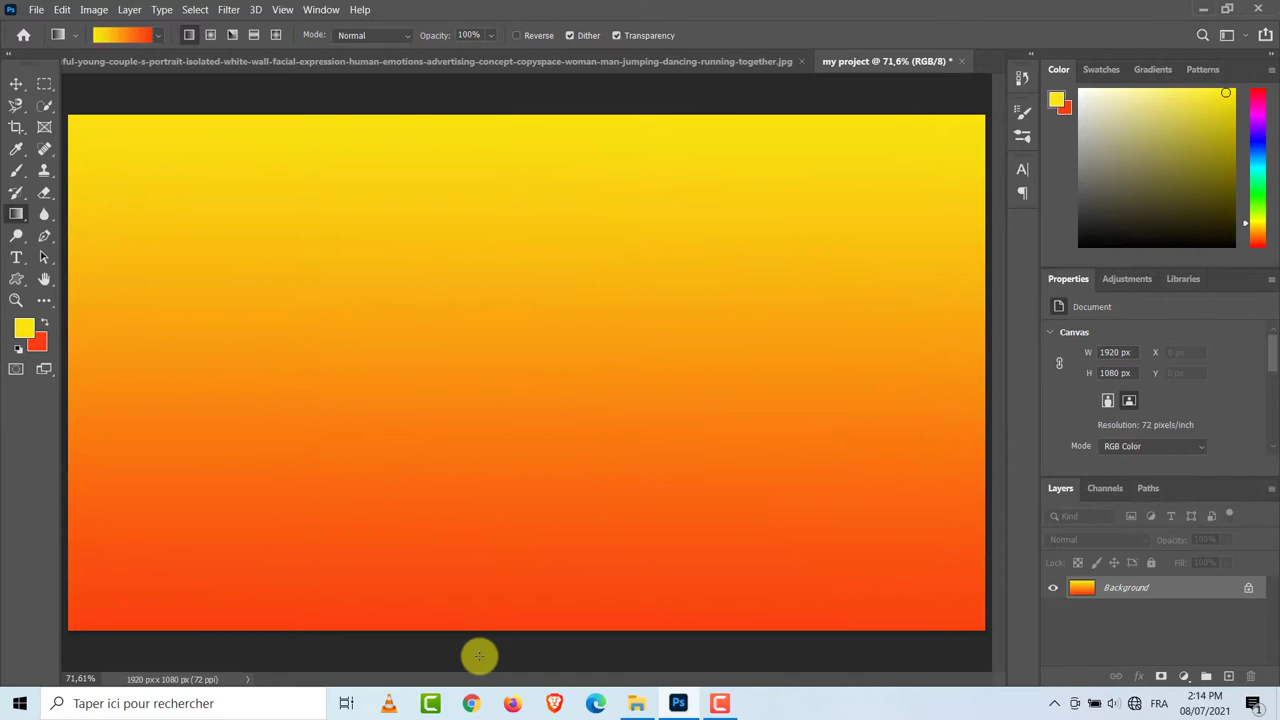 Ps File Edit Image Layer Type Select Filter 3D View Window Help
Mode: Normal Opacity: 100% Reverse Dither Transparency
ful-young-couple-s-portrait-isolated-white-wall-facial-expression-human-emotions-advertising-concept-copyspace-woman-man-jumping-dancing-running-together.jpg my project @ 71,6% (RGB/8) *
Color Swatches Gradients Patterns
Properties Adjustments Libraries
Document
Canvas
W 1920 px X 0 px
H 1080 px Y 0 px
Resolution: 72 pixels/inch
Mode RGB Color
Layers Channels Paths
Kind
Normal Opacity: 100%
Lock: Fill: 100%
Background
71,61% 1920 px x 1080 px (72 ppi)
Taper ici pour rechercher
Ps
FRA
2:14 PM
08/07/2021
1